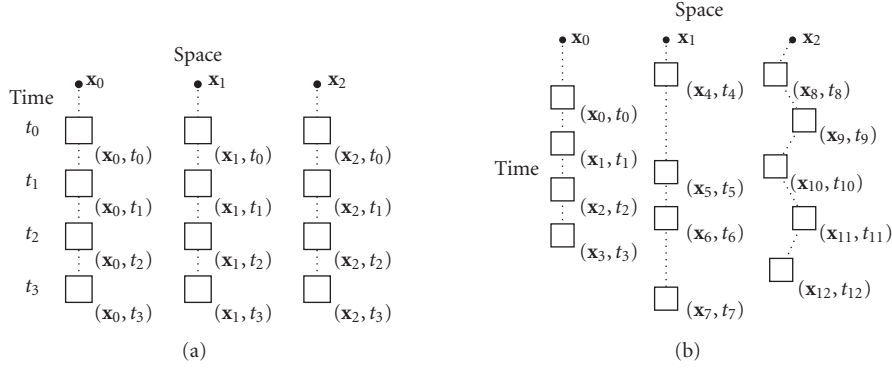 Space
x₀ x₁ x₂
Time
t₀
(x₀, t₀) (x₁, t₀) (x₂, t₀)
t₁
(x₀, t₁) (x₁, t₁) (x₂, t₁)
t₂
(x₀, t₂) (x₁, t₂) (x₂, t₂)
t₃
(x₀, t₃) (x₁, t₃) (x₂, t₃)
(a)
Space
x₀ x₁ x₂
Time
(x₀, t₀)
(x₁, t₁)
(x₂, t₂)
(x₃, t₃)
(x₄, t₄)
(x₅, t₅)
(x₆, t₆)
(x₇, t₇)
(x₈, t₈)
(x₉, t₉)
(x₁₀, t₁₀)
(x₁₁, t₁₁)
(x₁₂, t₁₂)
(b)